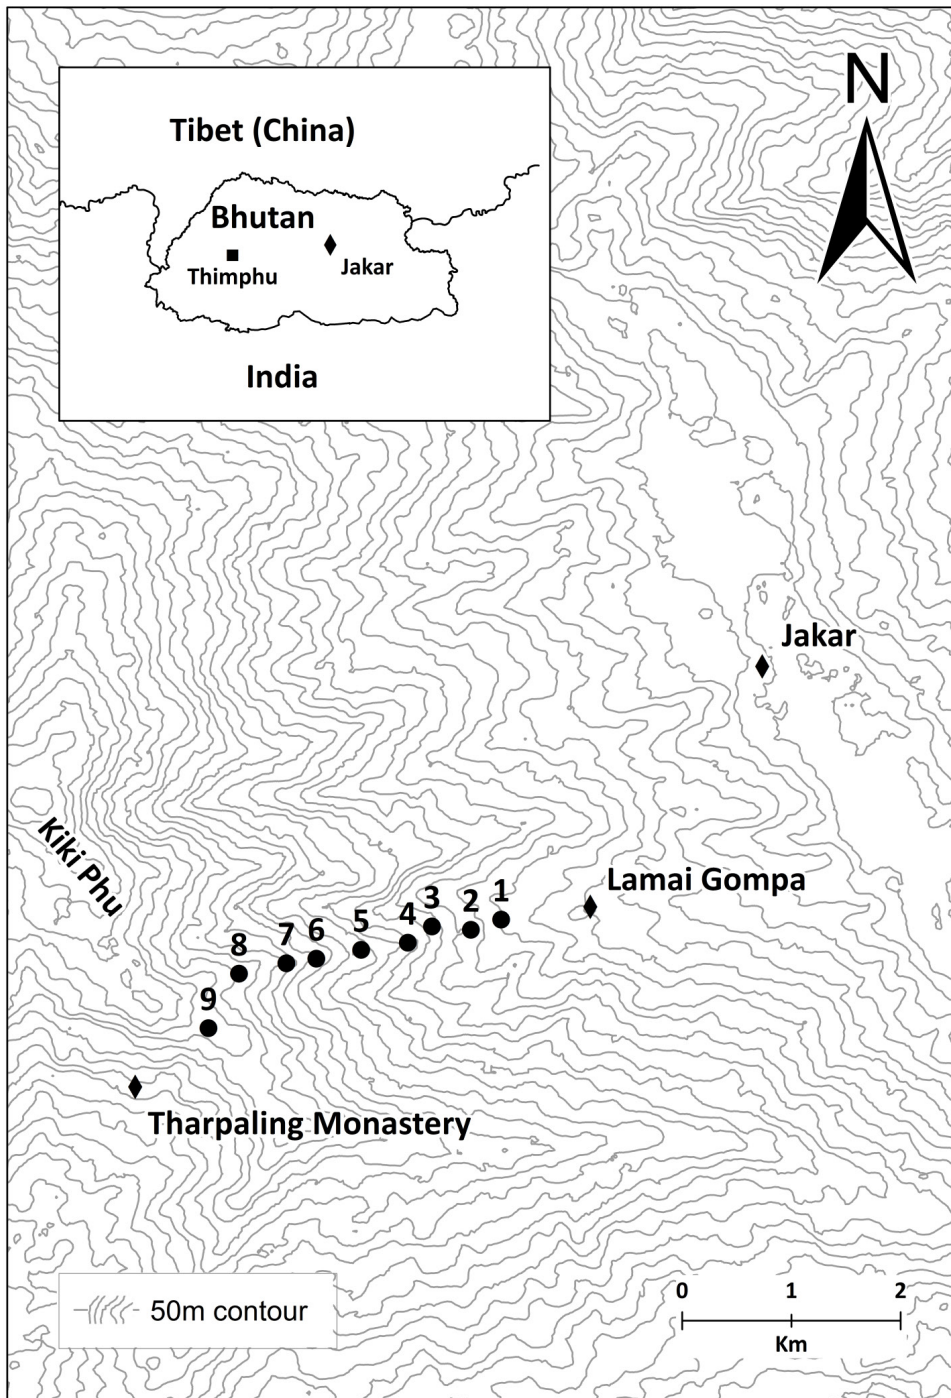 N
Tibet (China)
Bhutan
Thimphu
Jakar
India
Jakar
Kiki Phu
Lamai Gompa
1
2
3
4
5
6
7
8
9
Tharpaling Monastery
50m contour
0 1 2
Km